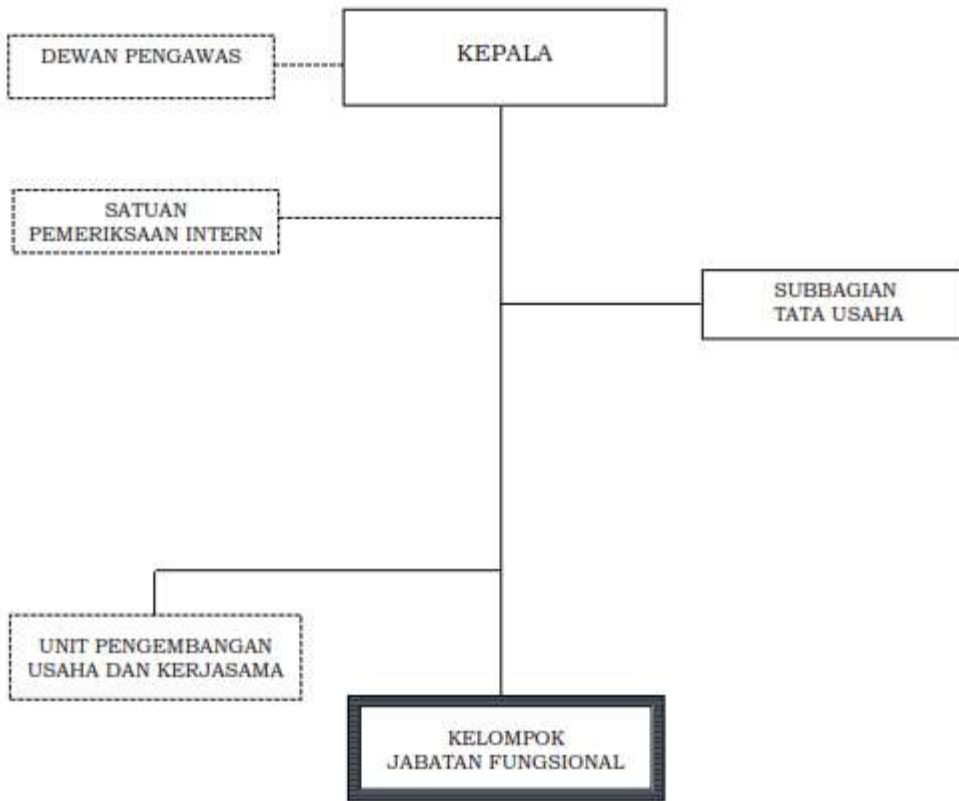 DEWAN PENGAWAS
KEPALA
SATUAN
PEMERIKSAAN INTERN
SUBBAGIAN
TATA USAHA
UNIT PENGEMBANGAN
USAHA DAN KERJASAMA
KELOMPOK
JABATAN FUNGSIONAL